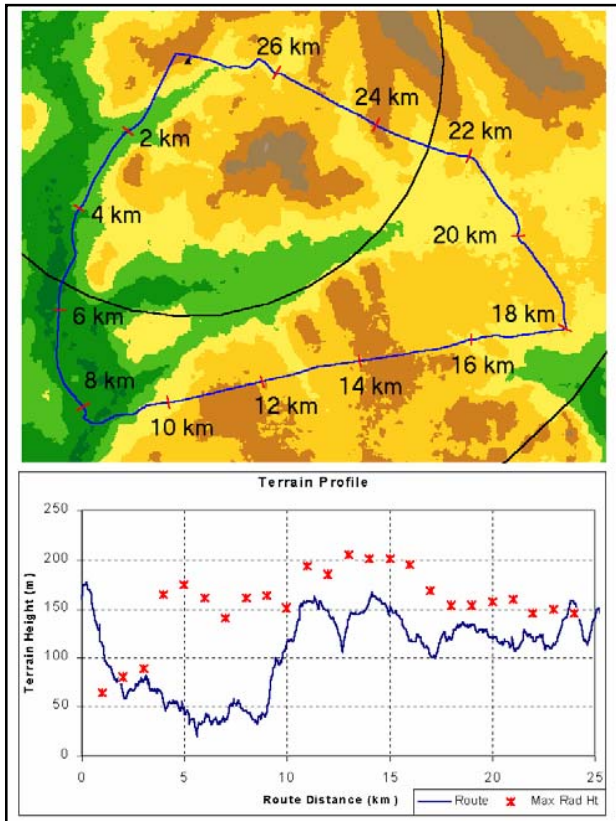 26 km
24 km
2 km
22 km
4 km
20 km
6 km
18 km
16 km
8 km
14 km
12 km
10 km
Terrain Profile
250
200
150
100
50
0
Terrain Height (m)
0 5 10 15 20 25
Route Distance (km)
Route Max Rad Ht